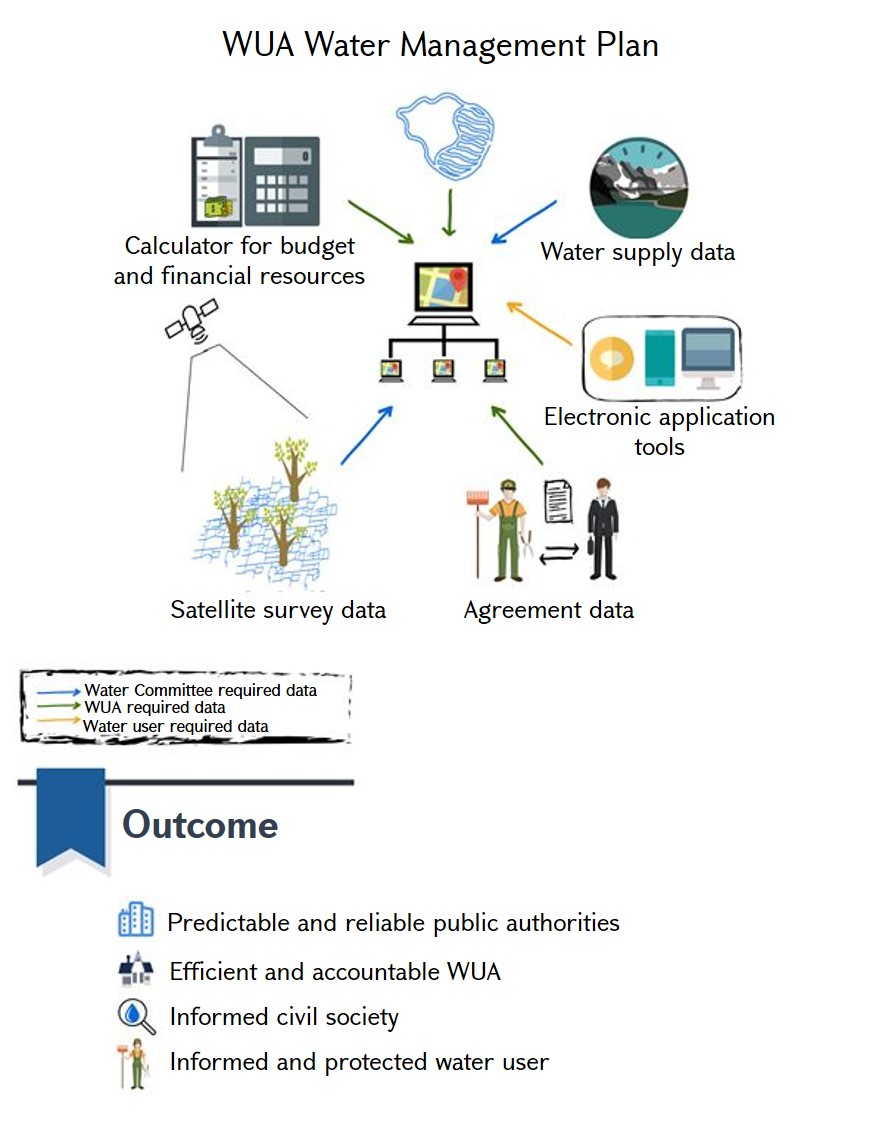 WUA Water Management Plan
Calculator for budget
and financial resources
Water supply data
Electronic application
tools
Satellite survey data
Agreement data
Water Committee required data
WUA required data
Water user required data
Outcome
Predictable and reliable public authorities
Efficient and accountable WUA
Informed civil society
Informed and protected water user